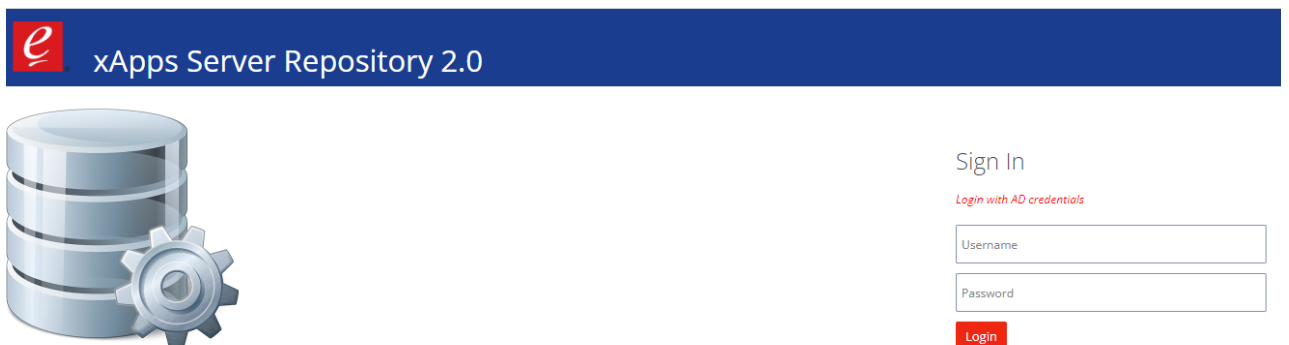 e
xApps Server Repository 2.0
Sign In
Login with AD credentials
Username
Password
Login